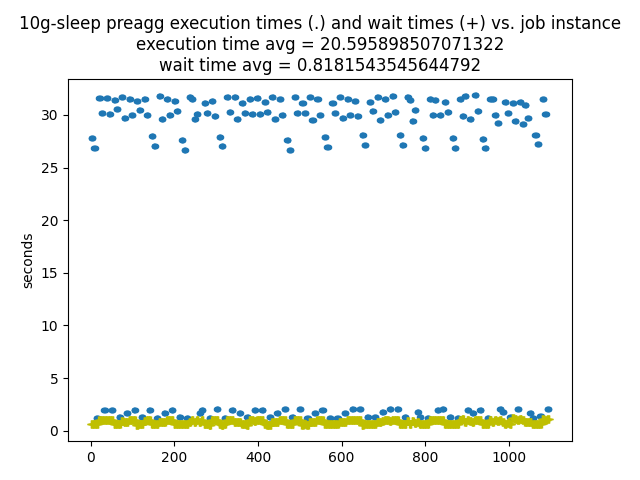 10g-sleep preagg execution times (.) and wait times (+) vs. job instance
execution time avg = 20.595898507071322
wait time avg = 0.8181543545644792
30
25
20
15
10
5
0
seconds
0 200 400 600 800 1000